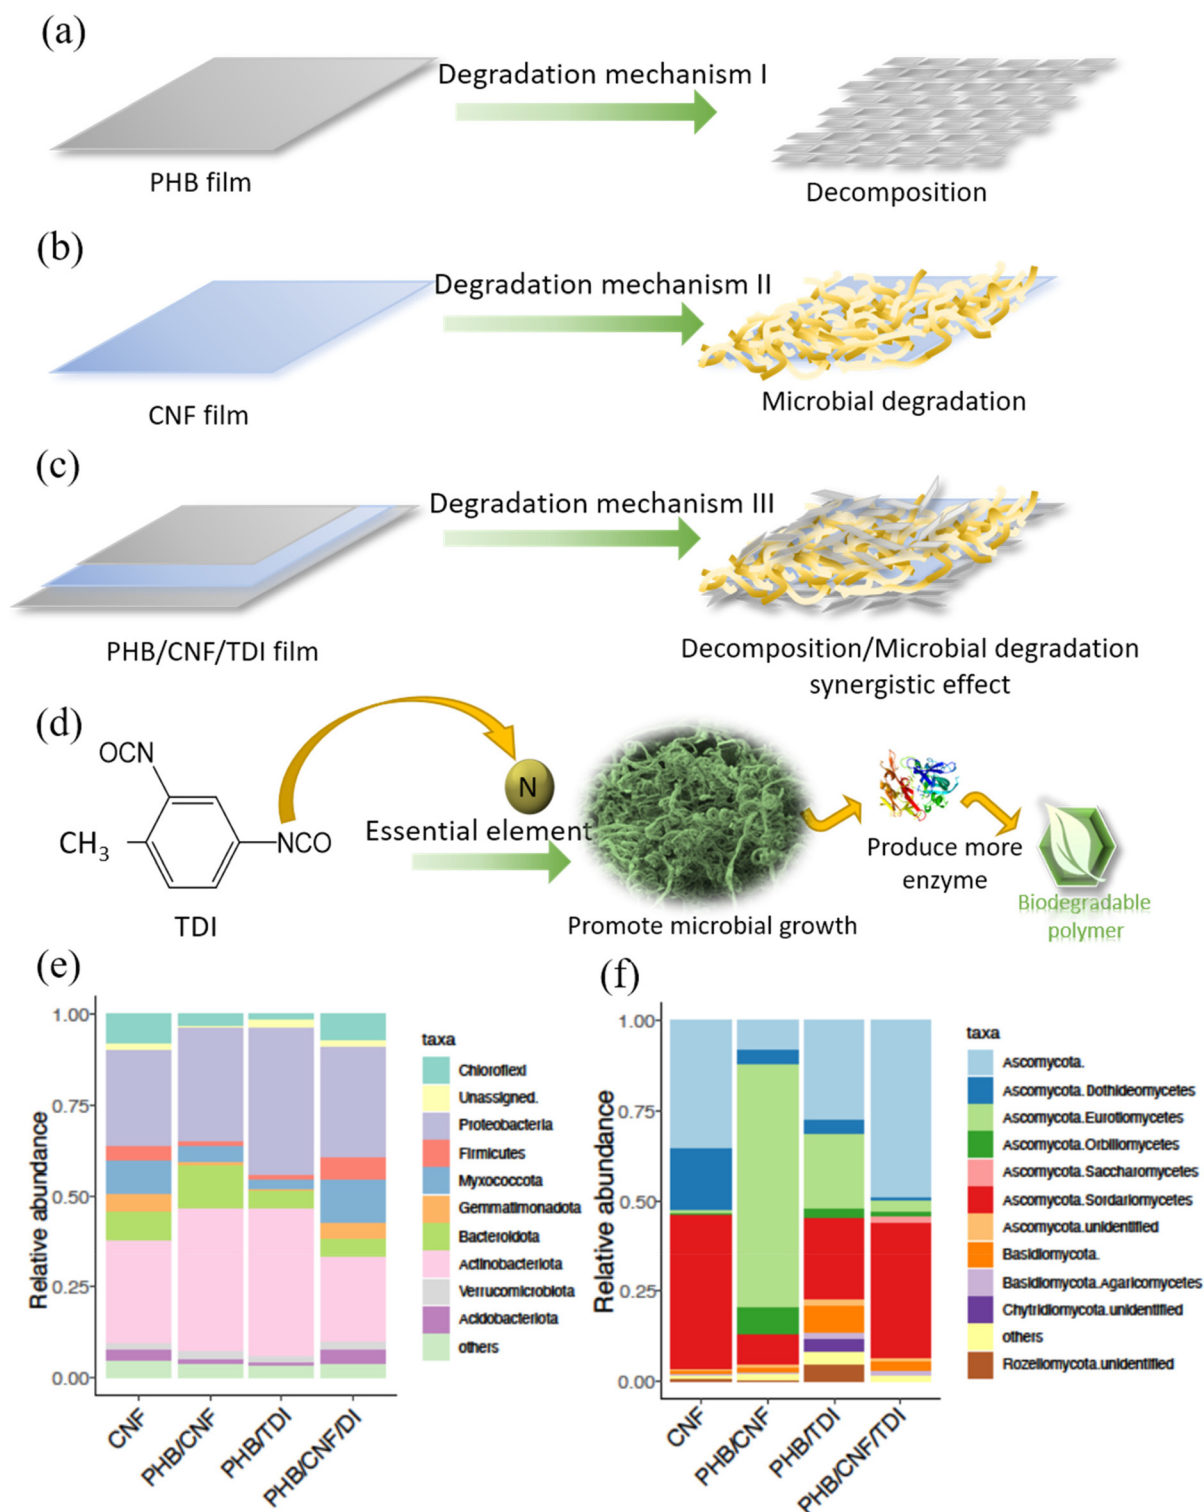 (a)
Degradation mechanism I
PHB film
Decomposition
(b)
Degradation mechanism II
CNF film
Microbial degradation
(c)
Degradation mechanism III
PHB/CNF/TDI film
Decomposition/Microbial degradation
synergistic effect
(d)
OCN
CH3
NCO
TDI
N
Essential element
Promote microbial growth
Produce more
enzyme
Biodegradable
polymer
(e)
Relative abundance
1.00
0.75
0.50
0.25
0.00
CNF
PHB/CNF
PHB/TDI
PHB/CNF/DI
taxa
Chloroflexi
Unassigned.
Proteobacteria
Firmicutes
Myxococcota
Gemmatimonadota
Bacteroidota
Actinobacteriota
Verrucomicrobiota
Acidobacteriota
others
(f)
Relative abundance
1.00
0.75
0.50
0.25
0.00
CNF
PHB/CNF
PHB/TDI
PHB/CNF/TDI
taxa
Ascomycota.
Ascomycota.Dothideomycetes
Ascomycota.Eurotiomycetes
Ascomycota.Orbiliomycetes
Ascomycota.Saccharomycetes
Ascomycota.Sordariomycetes
Ascomycota.unidentified
Basidiomycota.
Basidiomycota.Agaricomycetes
Chytridiomycota.unidentified
others
Rozellomycota.unidentified